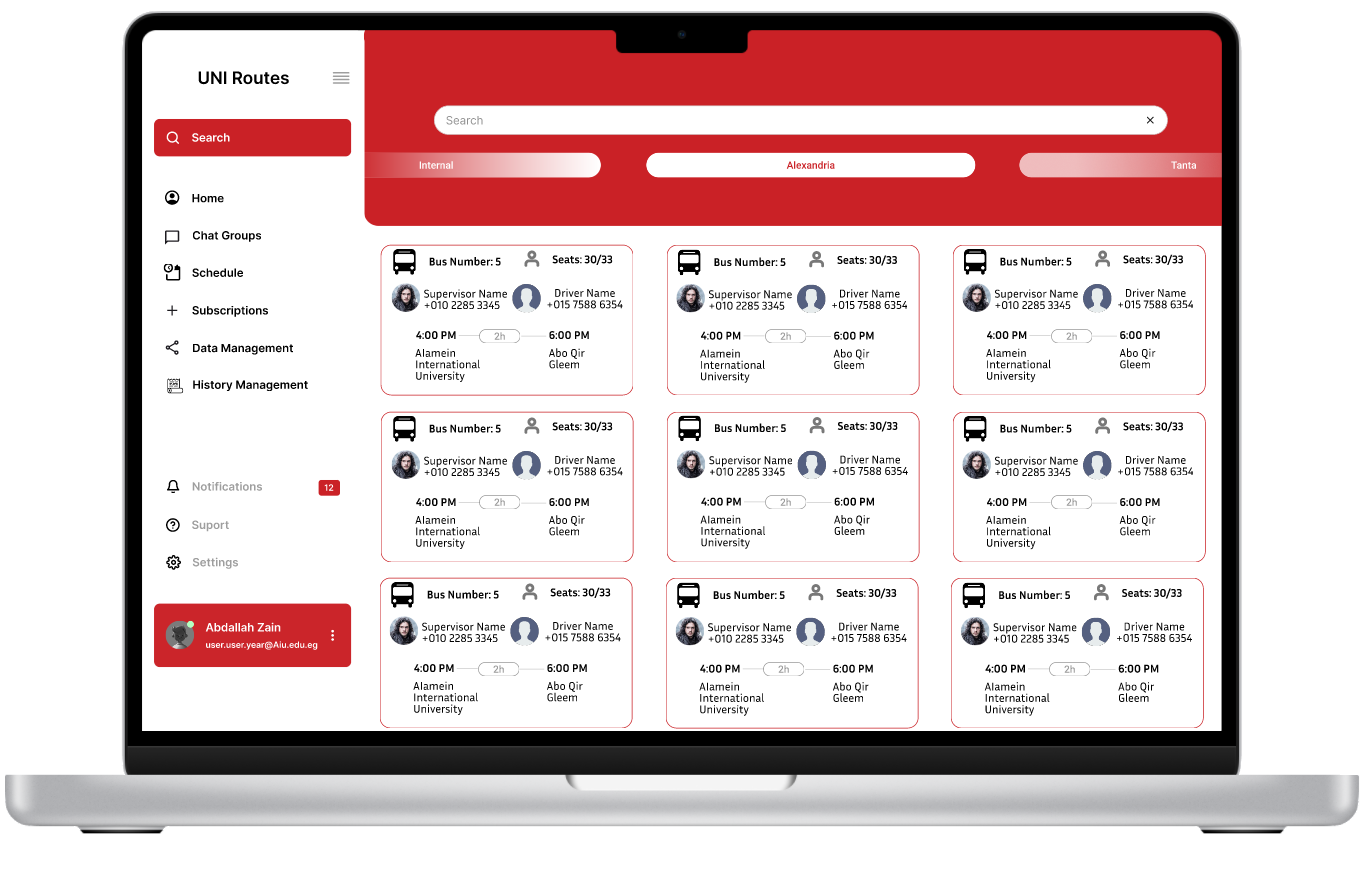 UNI Routes
Search
Home
Chat Groups
Schedule
Subscriptions
Data Management
History Management
Notifications 12
Suport
Settings
Abdallah Zain
user.user.year@Aiu.edu.eg
Search
Internal Alexandria Tanta
Bus Number: 5 Seats: 30/33
Supervisor Name Driver Name
+010 2285 3345 +015 7588 6354
4:00 PM 2h 6:00 PM
Alamein Abo Qir
International Gleem
University
Bus Number: 5 Seats: 30/33
Supervisor Name Driver Name
+010 2285 3345 +015 7588 6354
4:00 PM 2h 6:00 PM
Alamein Abo Qir
International Gleem
University
Bus Number: 5 Seats: 30/33
Supervisor Name Driver Name
+010 2285 3345 +015 7588 6354
4:00 PM 2h 6:00 PM
Alamein Abo Qir
International Gleem
University
Bus Number: 5 Seats: 30/33
Supervisor Name Driver Name
+010 2285 3345 +015 7588 6354
4:00 PM 2h 6:00 PM
Alamein Abo Qir
International Gleem
University
Bus Number: 5 Seats: 30/33
Supervisor Name Driver Name
+010 2285 3345 +015 7588 6354
4:00 PM 2h 6:00 PM
Alamein Abo Qir
International Gleem
University
Bus Number: 5 Seats: 30/33
Supervisor Name Driver Name
+010 2285 3345 +015 7588 6354
4:00 PM 2h 6:00 PM
Alamein Abo Qir
International Gleem
University
Bus Number: 5 Seats: 30/33
Supervisor Name Driver Name
+010 2285 3345 +015 7588 6354
4:00 PM 2h 6:00 PM
Alamein Abo Qir
International Gleem
University
Bus Number: 5 Seats: 30/33
Supervisor Name Driver Name
+010 2285 3345 +015 7588 6354
4:00 PM 2h 6:00 PM
Alamein Abo Qir
International Gleem
University
Bus Number: 5 Seats: 30/33
Supervisor Name Driver Name
+010 2285 3345 +015 7588 6354
4:00 PM 2h 6:00 PM
Alamein Abo Qir
International Gleem
University